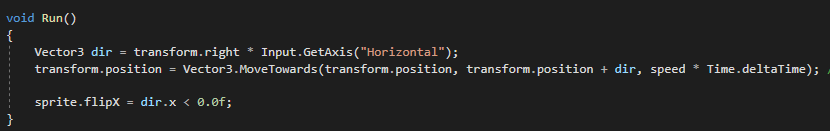 void Run()
{
Vector3 dir = transform.right * Input.GetAxis("Horizontal");
transform.position = Vector3.MoveTowards(transform.position, transform.position + dir, speed * Time.deltaTime); /
sprite.flipX = dir.x < 0.0f;
}